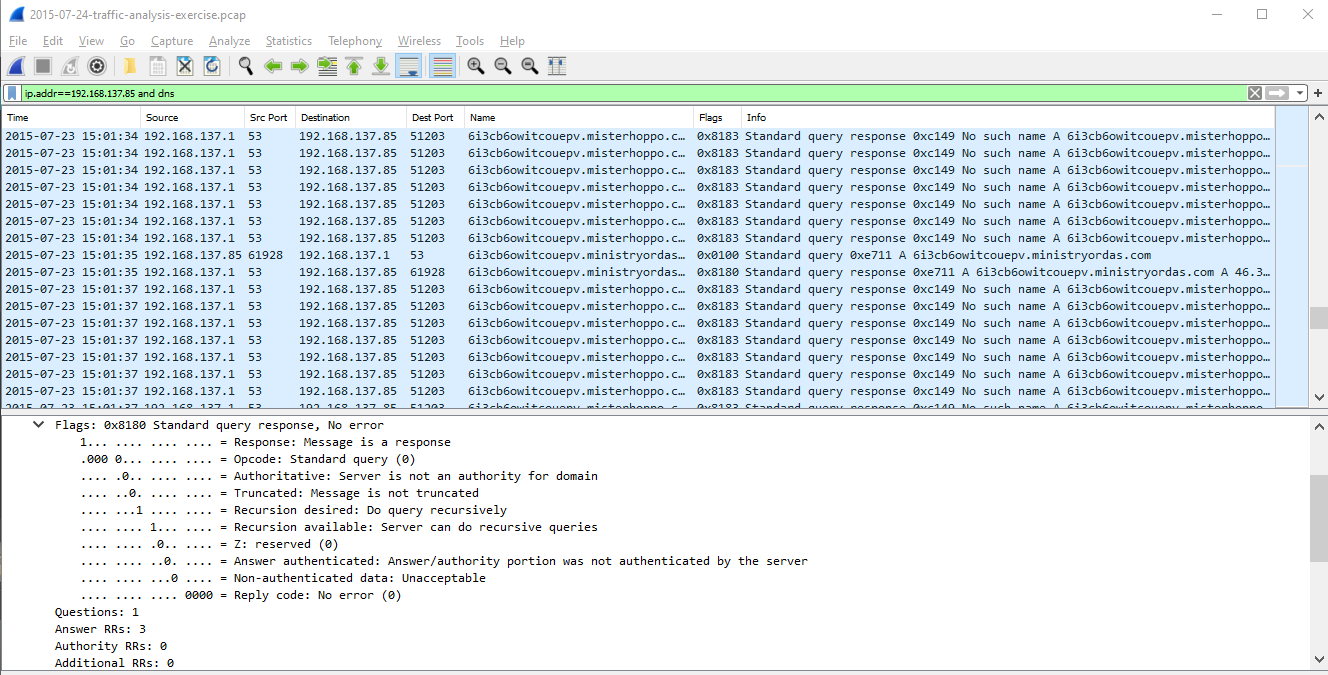 2015-07-24-traffic-analysis-exercise.pcap
File Edit View Go Capture Analyze Statistics Telephony Wireless Tools Help
ip.addr==192.168.137.85 and dns
Time Source Src Port Destination Dest Port Name Flags Info
2015-07-23 15:01:34 192.168.137.1 53 192.168.137.85 51203 6i3cb6owitcouepv.misterhoppo.c… 0x8183 Standard query response 0xc149 No such name A 6i3cb6owitcouepv.misterhoppo…
2015-07-23 15:01:34 192.168.137.1 53 192.168.137.85 51203 6i3cb6owitcouepv.misterhoppo.c… 0x8183 Standard query response 0xc149 No such name A 6i3cb6owitcouepv.misterhoppo…
2015-07-23 15:01:34 192.168.137.1 53 192.168.137.85 51203 6i3cb6owitcouepv.misterhoppo.c… 0x8183 Standard query response 0xc149 No such name A 6i3cb6owitcouepv.misterhoppo…
2015-07-23 15:01:34 192.168.137.1 53 192.168.137.85 51203 6i3cb6owitcouepv.misterhoppo.c… 0x8183 Standard query response 0xc149 No such name A 6i3cb6owitcouepv.misterhoppo…
2015-07-23 15:01:34 192.168.137.1 53 192.168.137.85 51203 6i3cb6owitcouepv.misterhoppo.c… 0x8183 Standard query response 0xc149 No such name A 6i3cb6owitcouepv.misterhoppo…
2015-07-23 15:01:34 192.168.137.1 53 192.168.137.85 51203 6i3cb6owitcouepv.misterhoppo.c… 0x8183 Standard query response 0xc149 No such name A 6i3cb6owitcouepv.misterhoppo…
2015-07-23 15:01:34 192.168.137.1 53 192.168.137.85 51203 6i3cb6owitcouepv.misterhoppo.c… 0x8183 Standard query response 0xc149 No such name A 6i3cb6owitcouepv.misterhoppo…
2015-07-23 15:01:35 192.168.137.85 61928 192.168.137.1 53 6i3cb6owitcouepv.ministryordas… 0x0100 Standard query 0xe711 A 6i3cb6owitcouepv.ministryordas.com
2015-07-23 15:01:35 192.168.137.1 53 192.168.137.85 61928 6i3cb6owitcouepv.ministryordas… 0x8180 Standard query response 0xe711 A 6i3cb6owitcouepv.ministryordas.com A 46.3…
2015-07-23 15:01:37 192.168.137.1 53 192.168.137.85 51203 6i3cb6owitcouepv.misterhoppo.c… 0x8183 Standard query response 0xc149 No such name A 6i3cb6owitcouepv.misterhoppo…
2015-07-23 15:01:37 192.168.137.1 53 192.168.137.85 51203 6i3cb6owitcouepv.misterhoppo.c… 0x8183 Standard query response 0xc149 No such name A 6i3cb6owitcouepv.misterhoppo…
2015-07-23 15:01:37 192.168.137.1 53 192.168.137.85 51203 6i3cb6owitcouepv.misterhoppo.c… 0x8183 Standard query response 0xc149 No such name A 6i3cb6owitcouepv.misterhoppo…
2015-07-23 15:01:37 192.168.137.1 53 192.168.137.85 51203 6i3cb6owitcouepv.misterhoppo.c… 0x8183 Standard query response 0xc149 No such name A 6i3cb6owitcouepv.misterhoppo…
2015-07-23 15:01:37 192.168.137.1 53 192.168.137.85 51203 6i3cb6owitcouepv.misterhoppo.c… 0x8183 Standard query response 0xc149 No such name A 6i3cb6owitcouepv.misterhoppo…
2015-07-23 15:01:37 192.168.137.1 53 192.168.137.85 51203 6i3cb6owitcouepv.misterhoppo.c… 0x8183 Standard query response 0xc149 No such name A 6i3cb6owitcouepv.misterhoppo…
2015-07-23 15:01:37 192.168.137.1 53 192.168.137.85 51203 6i3cb6owitcouepv.misterhoppo.c… 0x8183 Standard query response 0xc149 No such name A 6i3cb6owitcouepv.misterhoppo…
Flags: 0x8180 Standard query response, No error
1... .... .... .... = Response: Message is a response
.000 0... .... .... = Opcode: Standard query (0)
.... .0.. .... .... = Authoritative: Server is not an authority for domain
.... ..0. .... .... = Truncated: Message is not truncated
.... ...1 .... .... = Recursion desired: Do query recursively
.... .... 1... .... = Recursion available: Server can do recursive queries
.... .... .0.. .... = Z: reserved (0)
.... .... ..0. .... = Answer authenticated: Answer/authority portion was not authenticated by the server
.... .... ...0 .... = Non-authenticated data: Unacceptable
.... .... .... 0000 = Reply code: No error (0)
Questions: 1
Answer RRs: 3
Authority RRs: 0
Additional RRs: 0